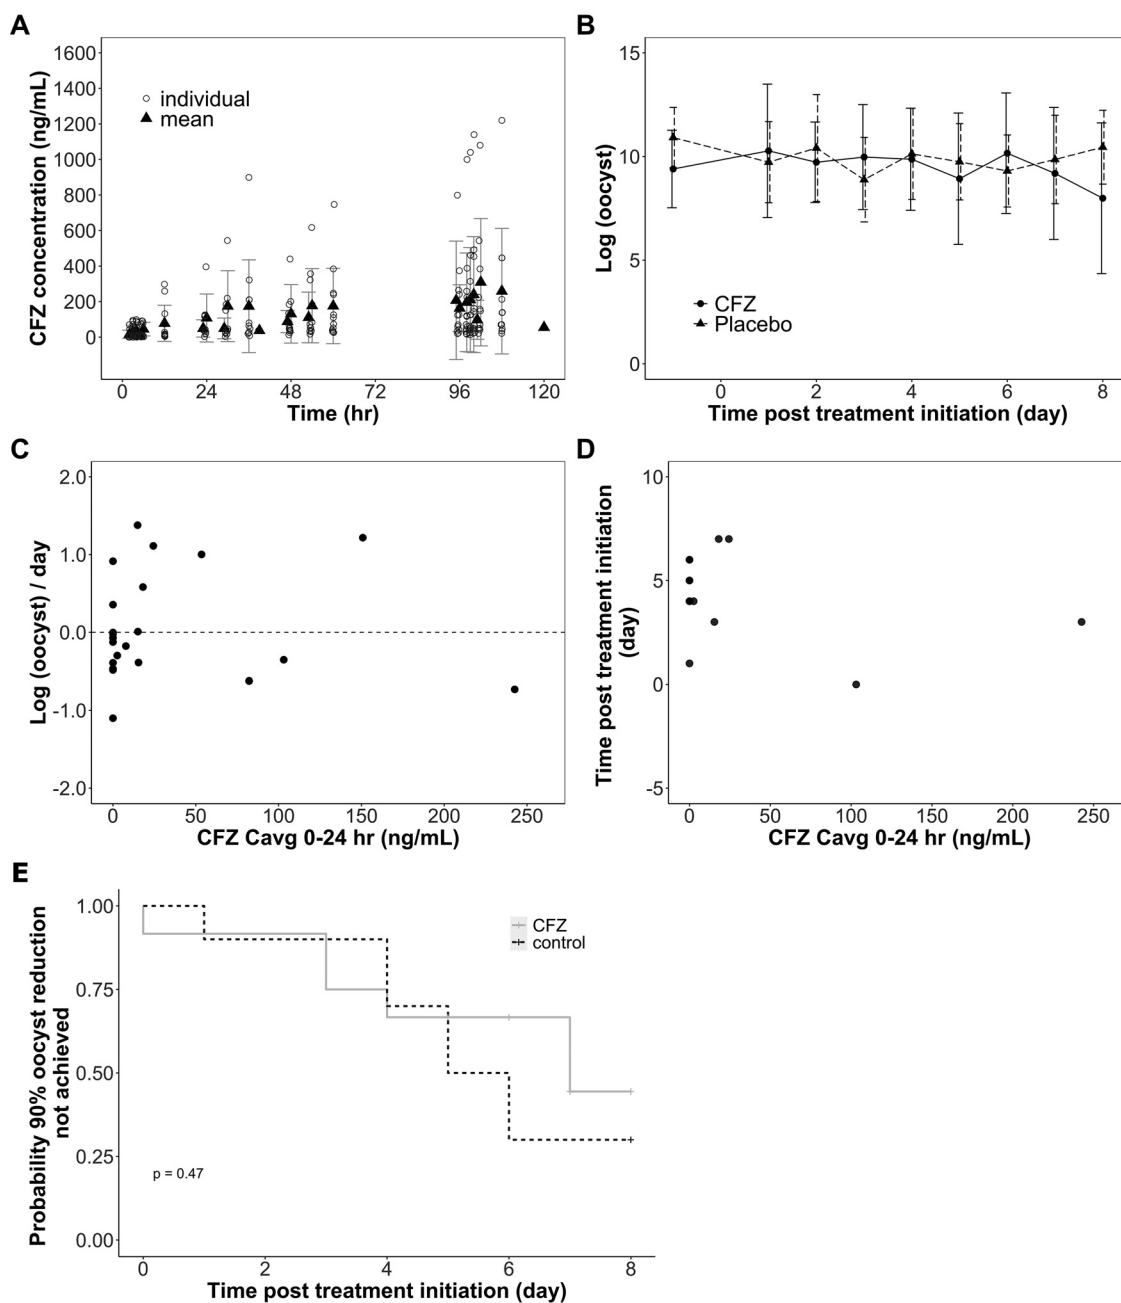 A
CFZ concentration (ng/mL)
1600
1400
1200
1000
800
600
400
200
0
individual
mean
0 24 48 72 96 120
Time (hr)
B
Log (oocyst)
15
10
5
0
CFZ
Placebo
0 2 4 6 8
Time post treatment initiation (day)
C
Log (oocyst) / day
2.0
1.0
0.0
-1.0
-2.0
0 50 100 150 200 250
CFZ Cavg 0-24 hr (ng/mL)
D
Time post treatment initiation
(day)
10
5
0
-5
0 50 100 150 200 250
CFZ Cavg 0-24 hr (ng/mL)
E
Probability 90% oocyst reduction
not achieved
1.00
0.75
0.50
0.25
0.00
CFZ
control
p = 0.47
0 2 4 6 8
Time post treatment initiation (day)